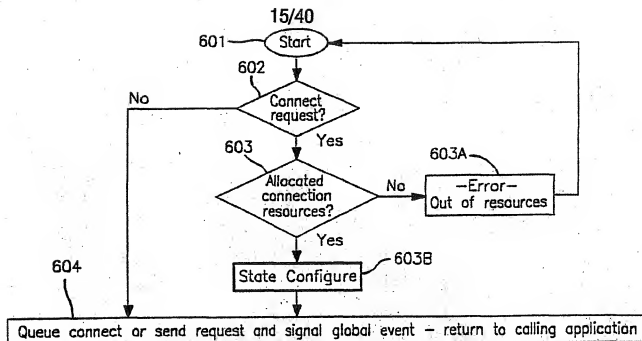 15/40
601
Start
602
No
Connect
request?
Yes
603
603A
Allocated
connection
resources?
No
—Error—
Out of resources
Yes
603B
State Configure
604
Queue connect or send request and signal global event — return to calling application